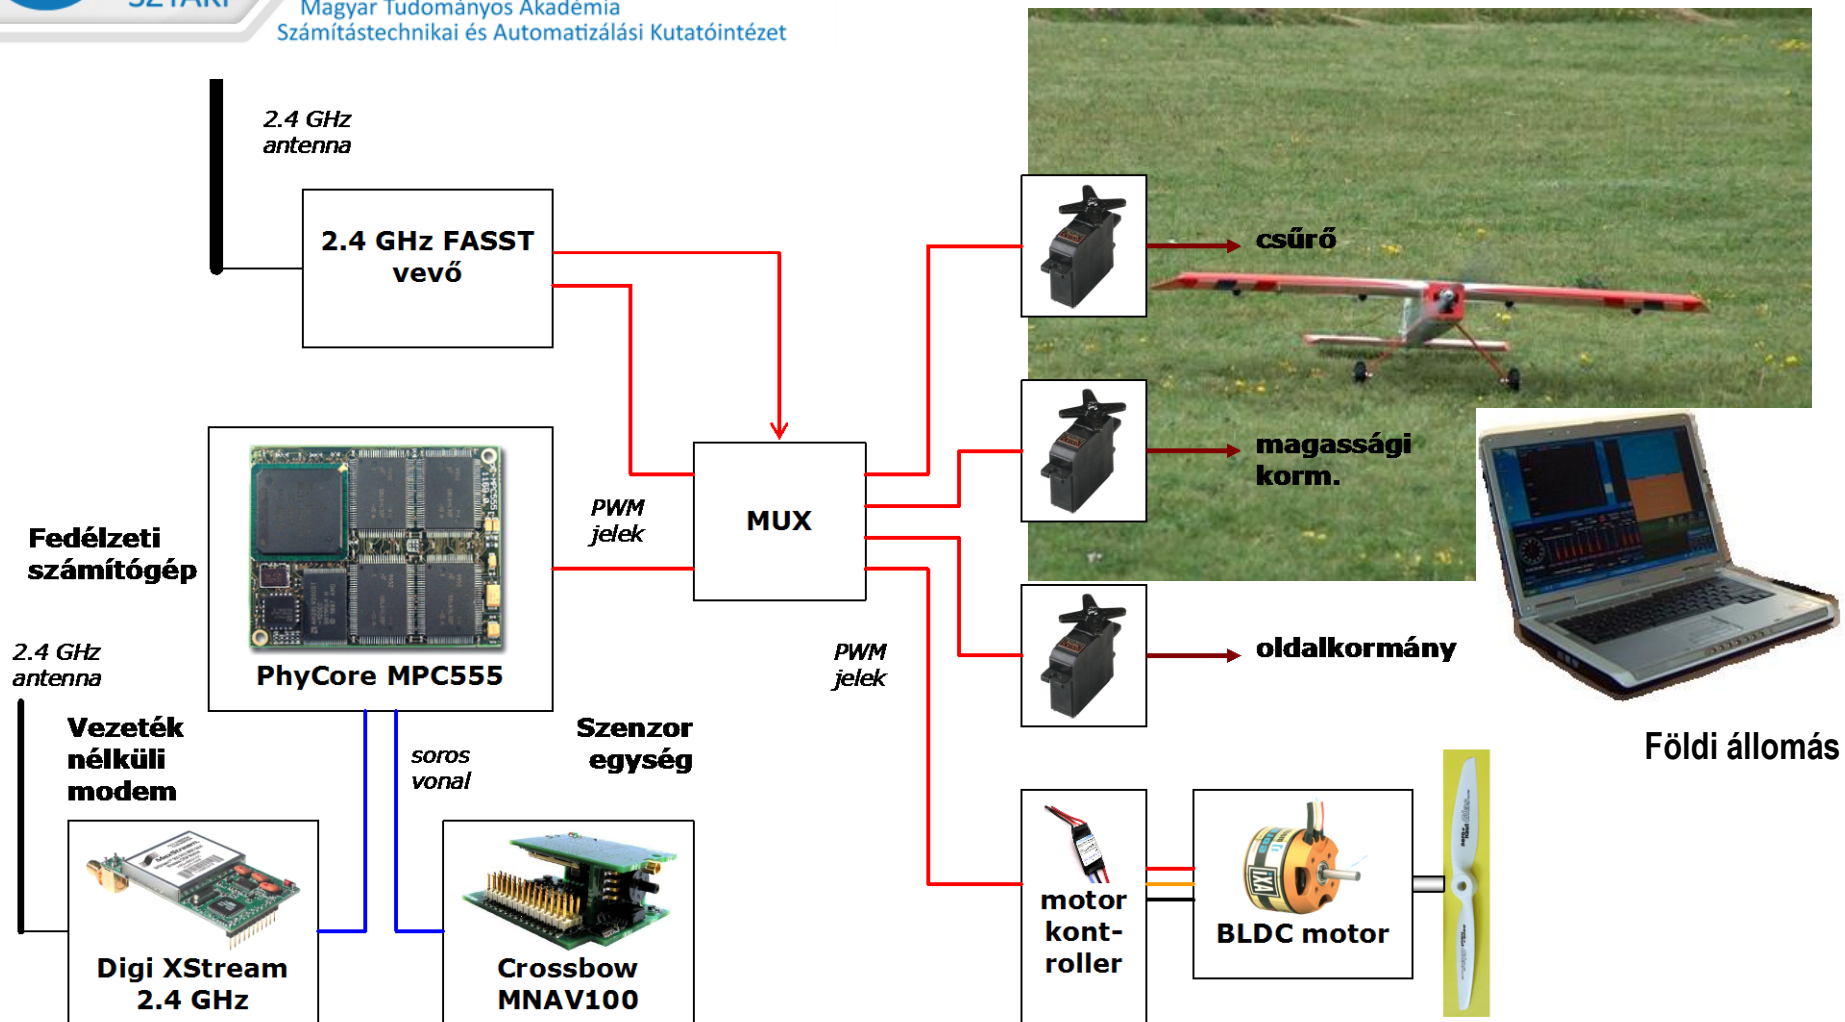 SZTAKI
Magyar Tudományos Akadémia
Számítástechnikai és Automatizálási Kutatóintézet
2.4 GHz
antenna
2.4 GHz FASST
vevő
csűrő
magassági
korm.
MUX
PWM
jelek
Fedélzeti
számítógép
PhyCore MPC555
2.4 GHz
antenna
PWM
jelek
oldalkormány
Földi állomás
Vezeték
nélküli
modem
soros
vonal
Szenzor
egység
Digi XStream
2.4 GHz
Crossbow
MNAV100
motor
kont-
roller
AXI
BLDC motor